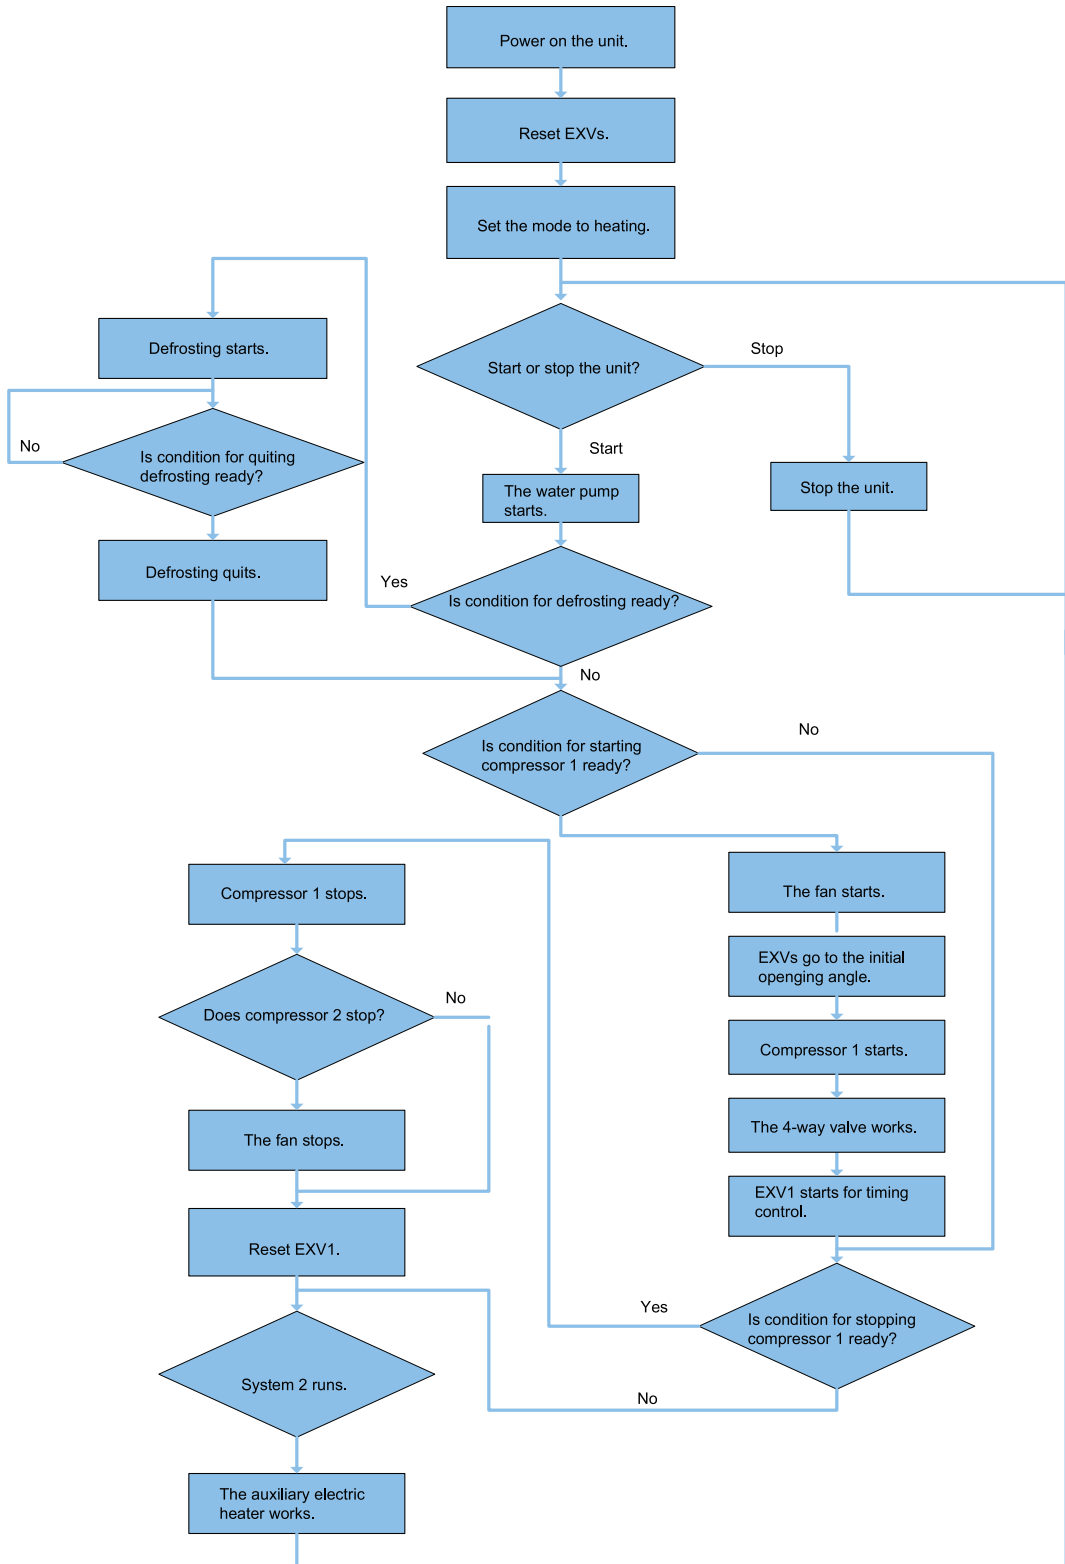 Power on the unit.
Reset EXVs.
Set the mode to heating.
Defrosting starts.
Start or stop the unit?
Stop
No
Is condition for quiting
defrosting ready?
Start
The water pump
starts.
Stop the unit.
Defrosting quits.
Yes
Is condition for defrosting ready?
No
Is condition for starting
compressor 1 ready?
No
Compressor 1 stops.
The fan starts.
EXVs go to the initial
openging angle.
Does compressor 2 stop?
No
Compressor 1 starts.
The fan stops.
The 4-way valve works.
EXV1 starts for timing
control.
Reset EXV1.
Yes
Is condition for stopping
compressor 1 ready?
System 2 runs.
No
The auxiliary electric
heater works.